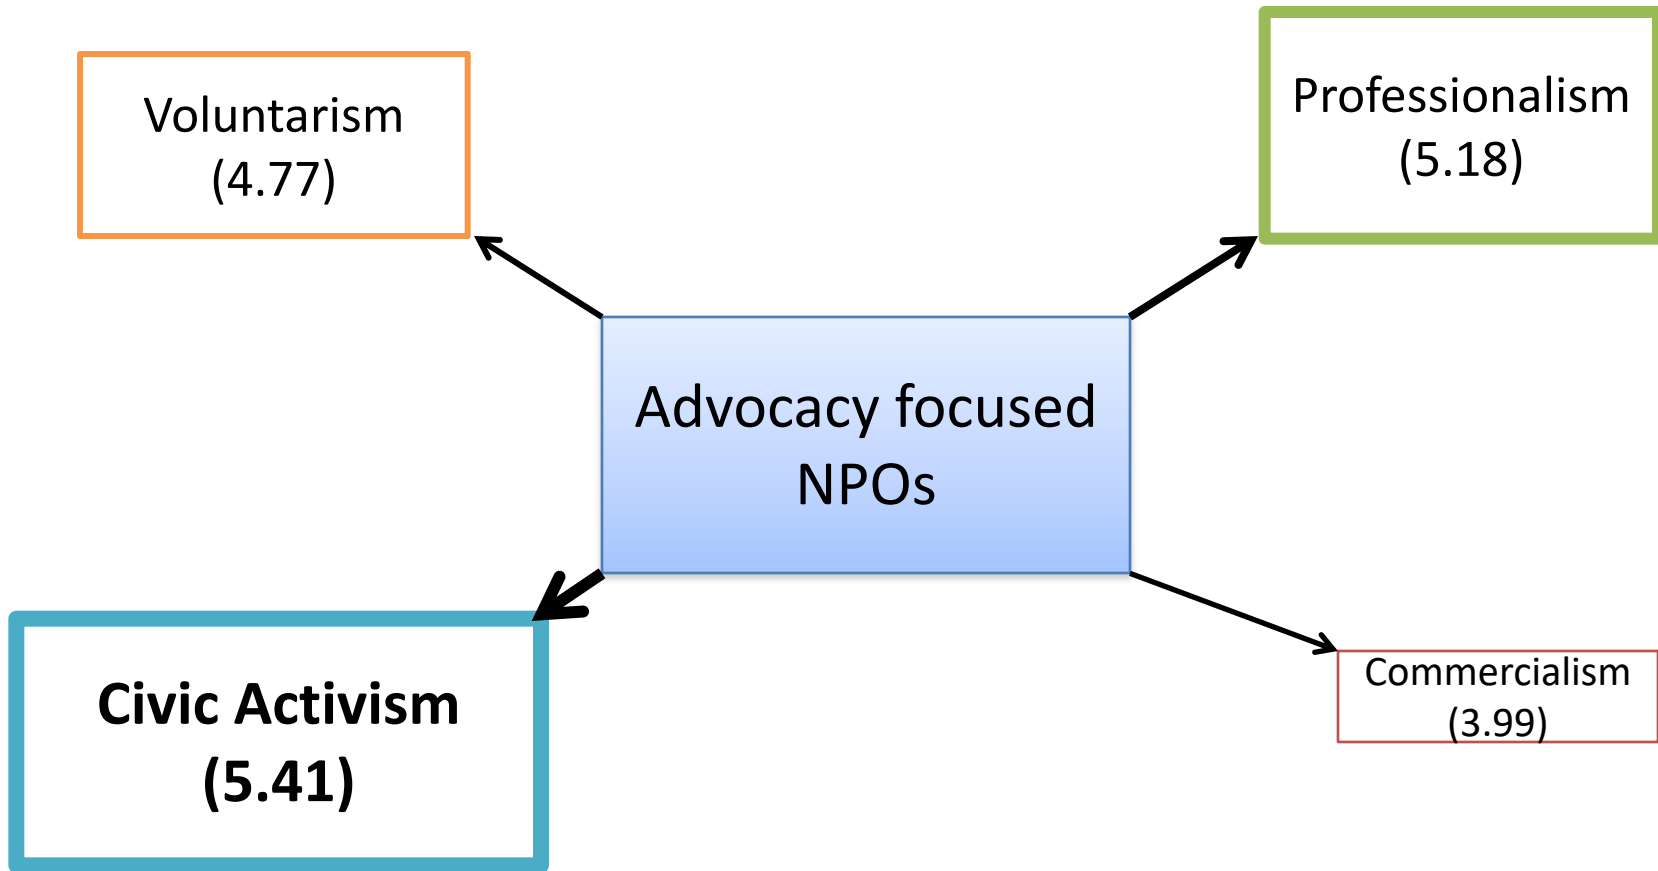 Voluntarism
(4.77)
Professionalism
(5.18)
Advocacy focused
NPOs
Civic Activism
(5.41)
Commercialism
(3.99)